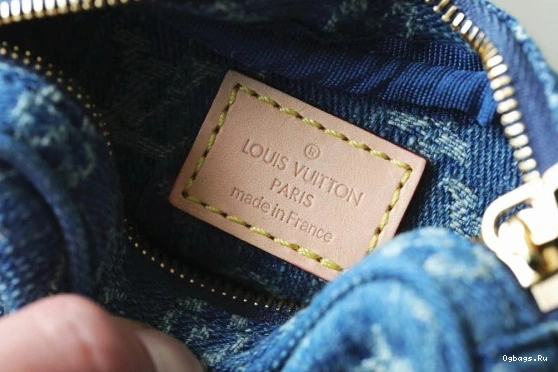 ®
LOUIS VUITTON
PARIS
made in France
Ogbags.Ru